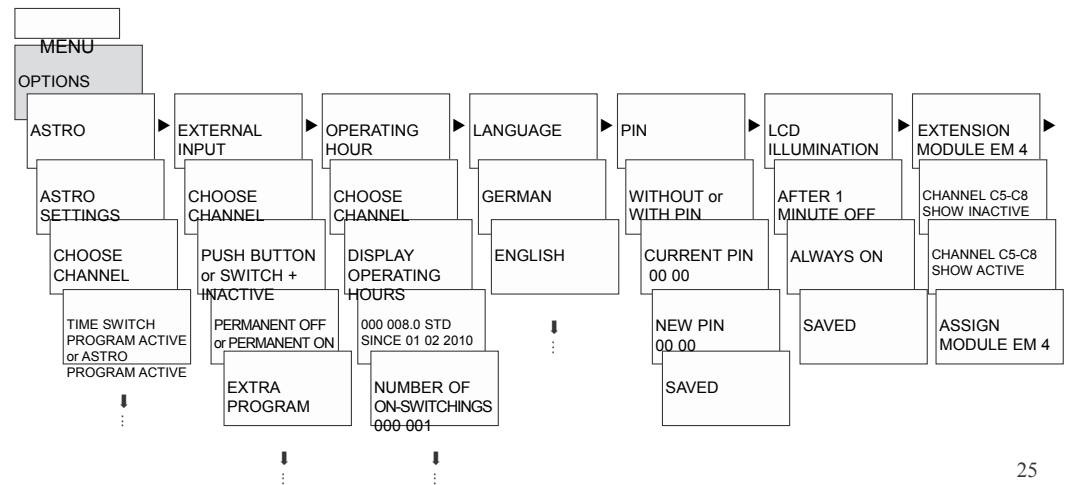 MENU
OPTIONS
ASTRO
ASTRO
SETTINGS
CHOOSE
CHANNEL
TIME SWITCH
PROGRAM ACTIVE
or ASTRO
PROGRAM ACTIVE
EXTERNAL
INPUT
CHOOSE
CHANNEL
PUSH BUTTON
or SWITCH +
INACTIVE
PERMANENT OFF
or PERMANENT ON
EXTRA
PROGRAM
OPERATING
HOUR
CHOOSE
CHANNEL
DISPLAY
OPERATING
HOURS
000 008.0 STD
SINCE 01 02 2010
NUMBER OF
ON-SWITCHINGS
000 001
LANGUAGE
GERMAN
ENGLISH
PIN
WITHOUT or
WITH PIN
CURRENT PIN
00 00
NEW PIN
00 00
SAVED
LCD
ILLUMINATION
AFTER 1
MINUTE OFF
ALWAYS ON
SAVED
EXTENSION
MODULE EM 4
CHANNEL C5-C8
SHOW INACTIVE
CHANNEL C5-C8
SHOW ACTIVE
ASSIGN
MODULE EM 4
25